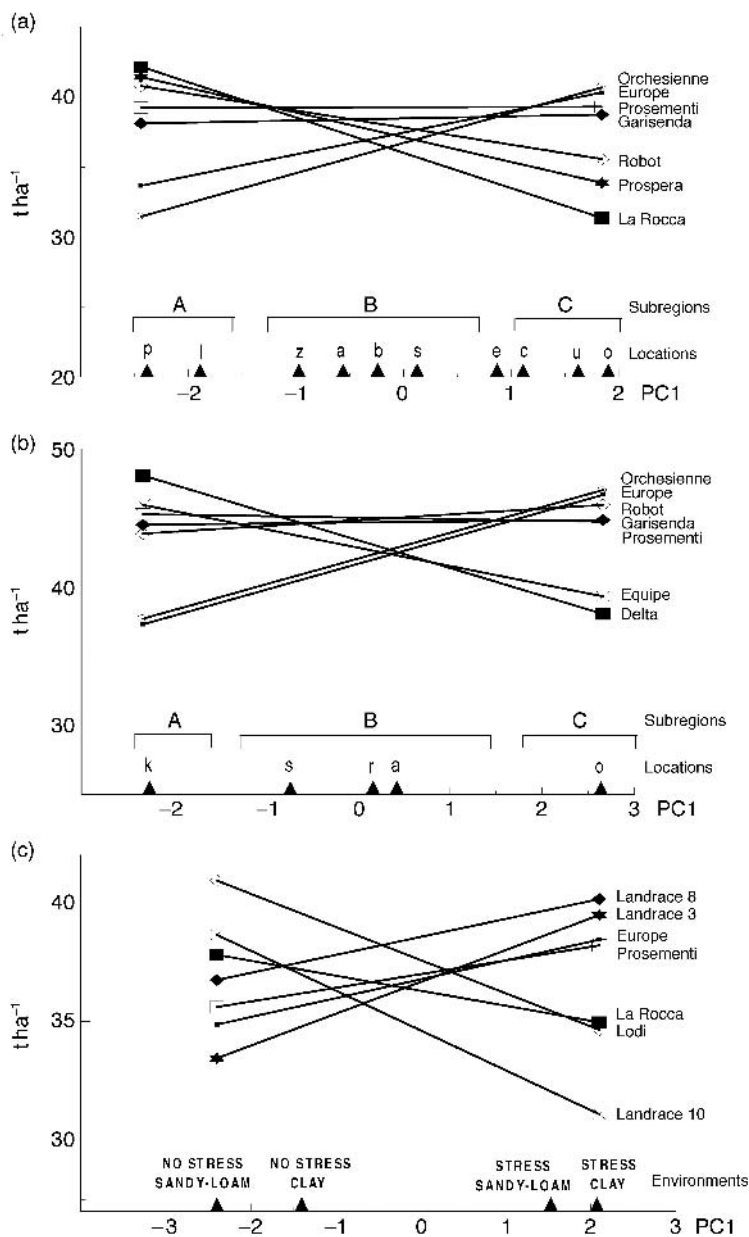 (a)
t ha⁻¹
40
30
20
Orchesienne
Europe
Prosementi
Garisenda
Robot
Prospera
La Rocca
A B C Subregions
p l z a b s e c u o Locations
−2 −1 0 1 2 PC1
(b)
t ha⁻¹
50
40
30
Orchesienne
Europe
Robot
Garisenda
Prosementi
Equipe
Delta
A B C Subregions
k s r a o Locations
−2 −1 0 1 2 3 PC1
(c)
t ha⁻¹
40
35
30
Landrace 8
Landrace 3
Europe
Prosementi
La Rocca
Lodi
Landrace 10
NO STRESS NO STRESS STRESS STRESS
SANDY-LOAM CLAY SANDY-LOAM CLAY Environments
−3 −2 −1 0 1 2 3 PC1